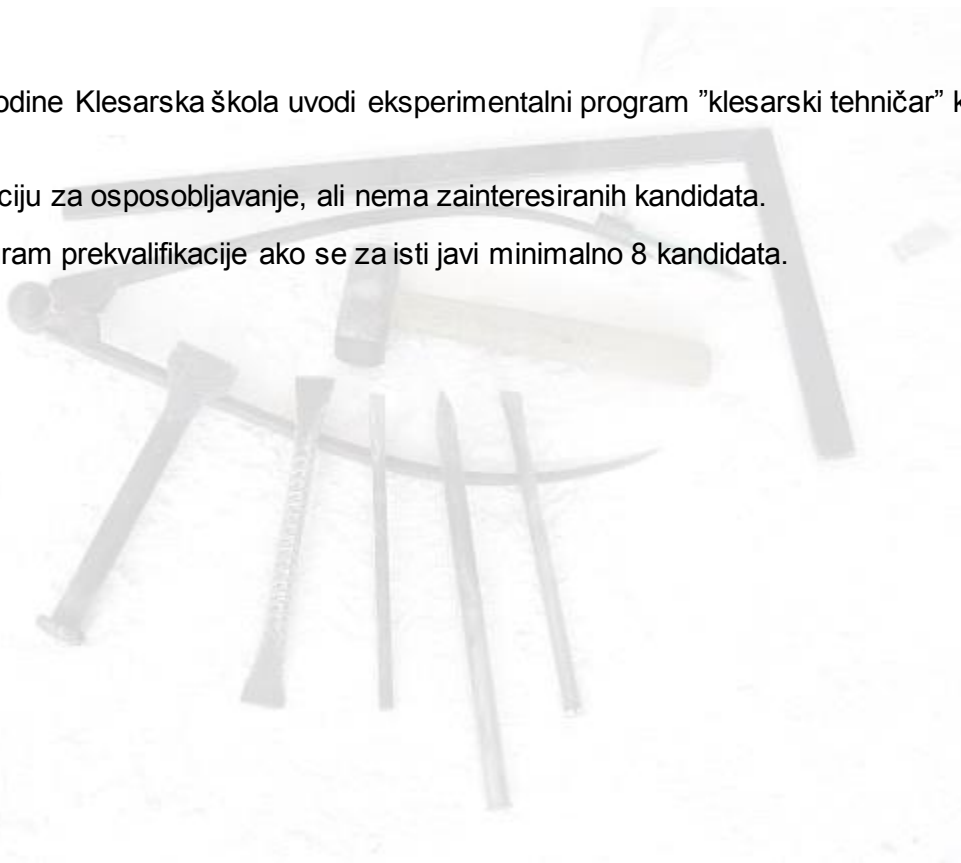 odine Klesarska škola uvodi eksperimentalni program ”klesarski tehničar” k
ciju za osposobljavanje, ali nema zainteresiranih kandidata.
ram prekvalifikacije ako se za isti javi minimalno 8 kandidata.